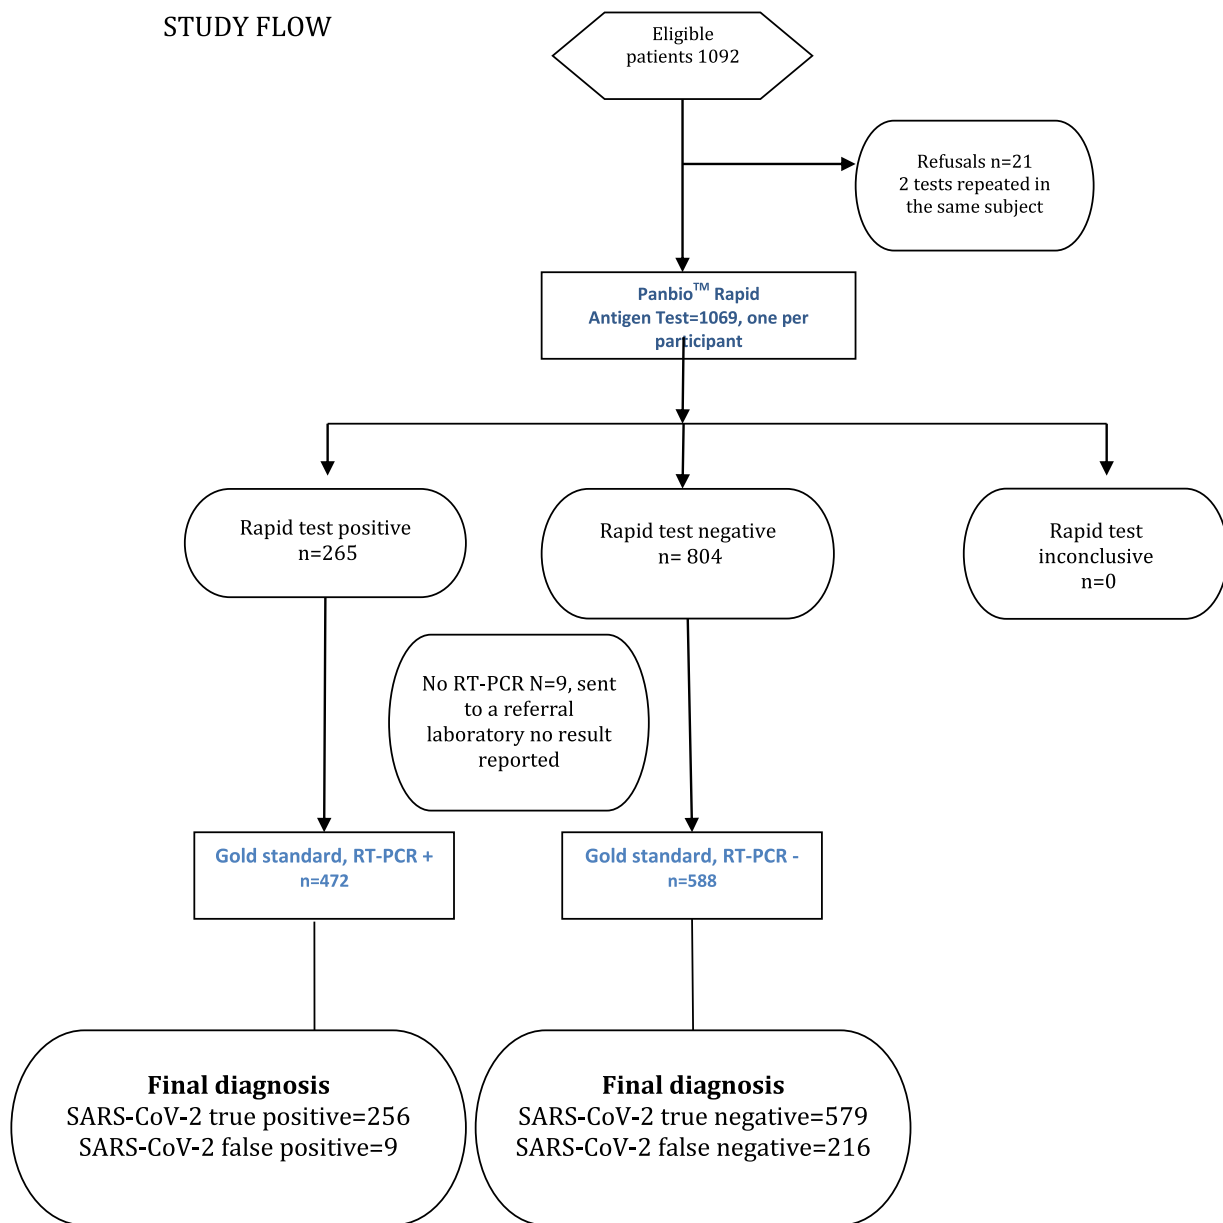 STUDY FLOW
Eligible
patients 1092
Refusals n=21
2 tests repeated in
the same subject
Panbio™ Rapid
Antigen Test=1069, one per
participant
Rapid test positive
n=265
Rapid test negative
n= 804
Rapid test
inconclusive
n=0
No RT-PCR N=9, sent
to a referral
laboratory no result
reported
Gold standard, RT-PCR +
n=472
Gold standard, RT-PCR -
n=588
Final diagnosis
SARS-CoV-2 true positive=256
SARS-CoV-2 false positive=9
Final diagnosis
SARS-CoV-2 true negative=579
SARS-CoV-2 false negative=216